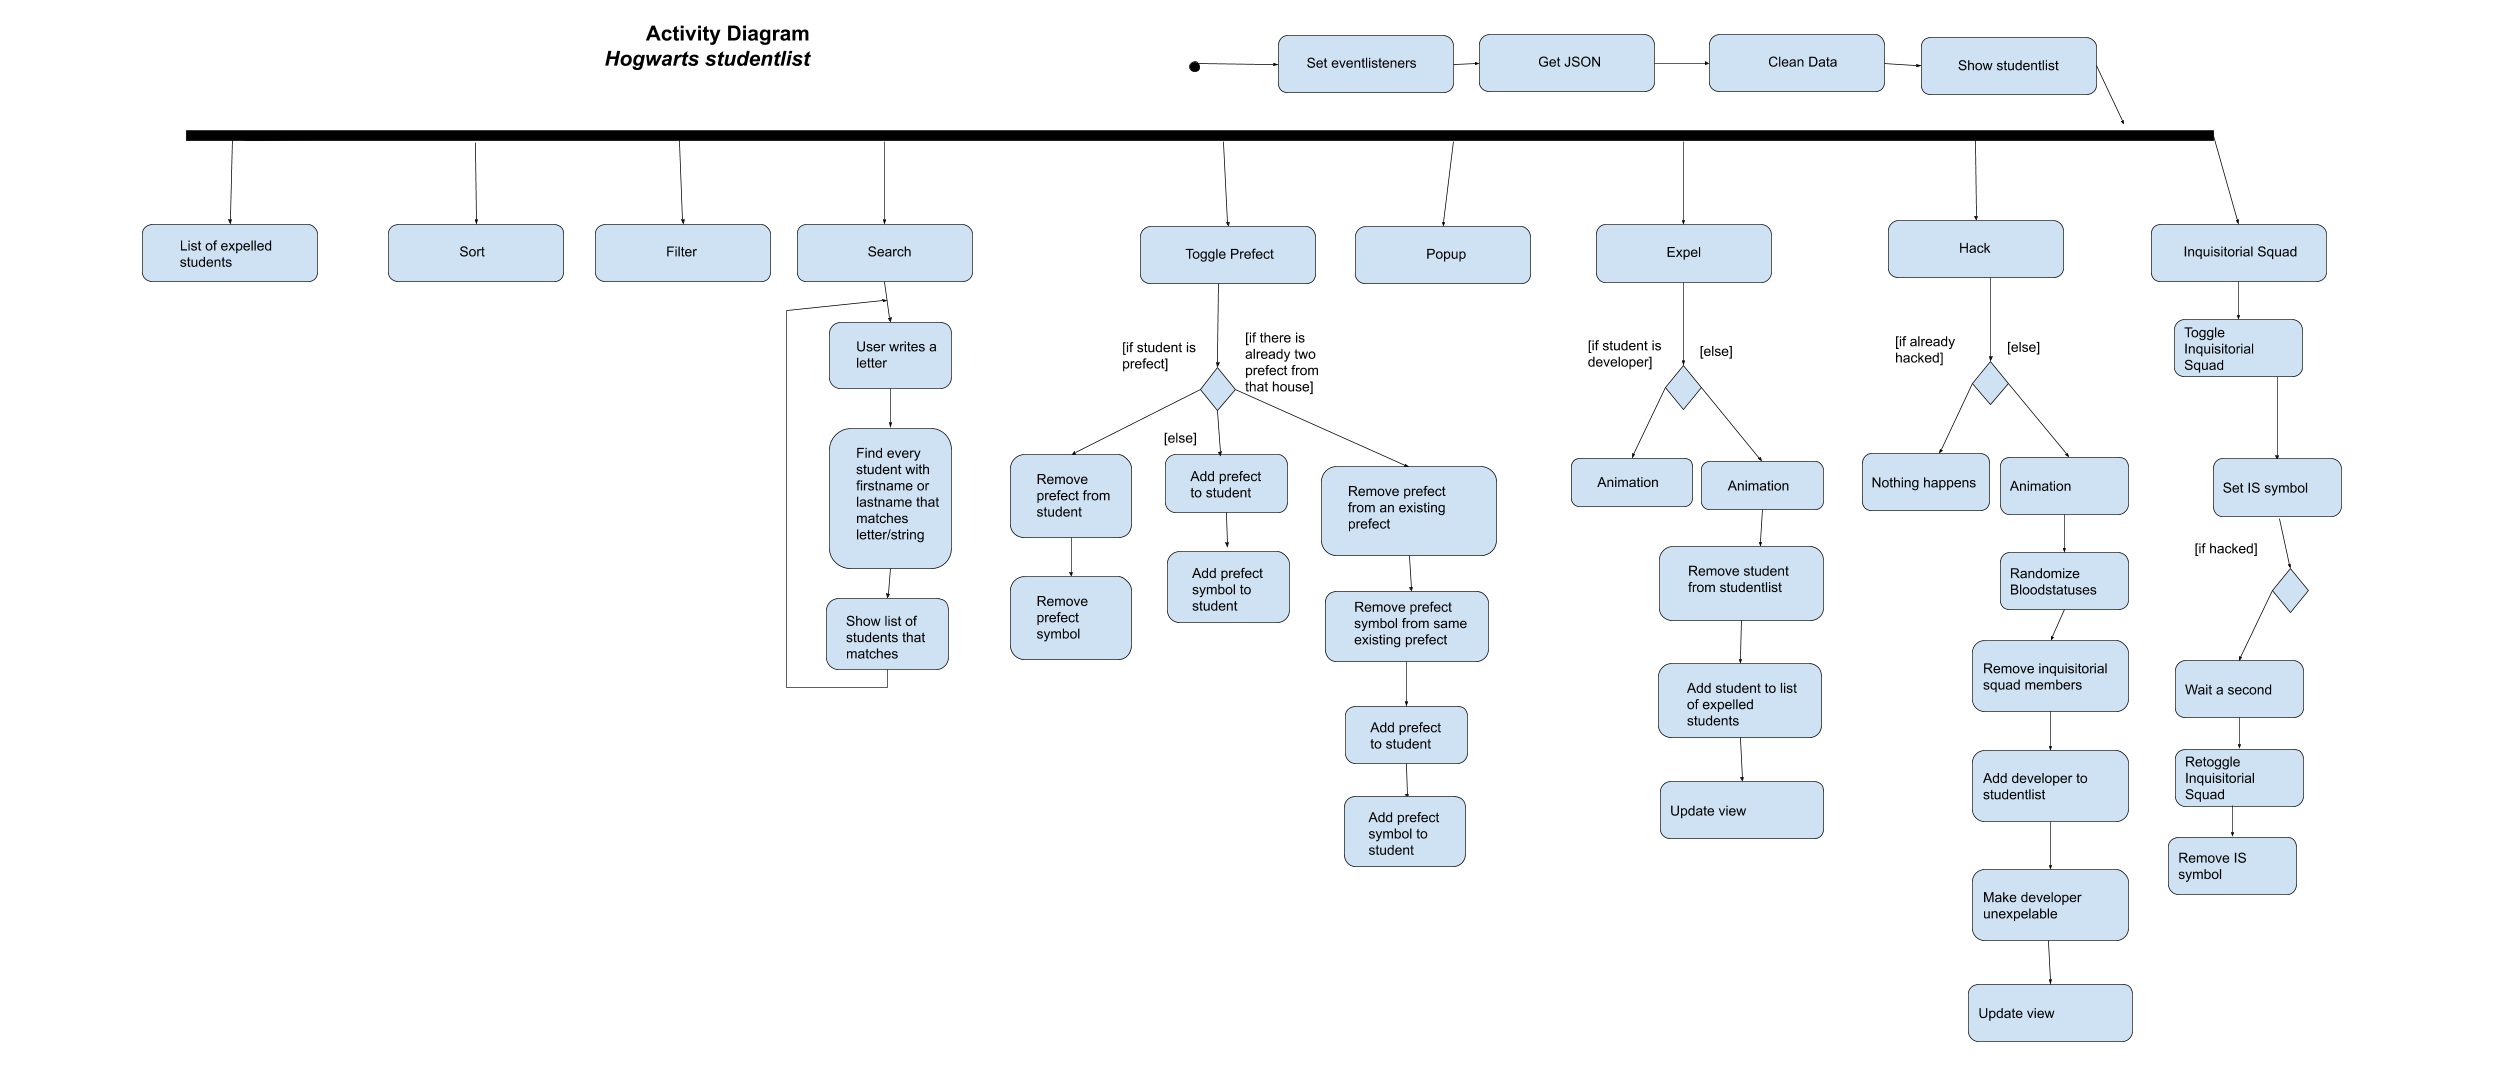 Activity Diagram
Hogwarts studentlist
Set eventlisteners
Get JSON
Clean Data
Show studentlist
List of expelled
students
Sort
Filter
Search
Toggle Prefect
Popup
Expel
Hack
Inquisitorial Squad
User writes a
letter
Find every
student with
firstname or
lastname that
matches
letter/string
Show list of
students that
matches
[if student is
prefect]
[if there is
already two
prefect from
that house]
[else]
Remove
prefect from
student
Remove
prefect
symbol
Add prefect
to student
Add prefect
symbol to
student
Remove prefect
from an existing
prefect
Remove prefect
symbol from same
existing prefect
Add prefect
to student
Add prefect
symbol to
student
[if student is
developer]
[else]
Animation
Animation
Remove student
from studentlist
Add student to list
of expelled
students
Update view
[if already
hacked]
[else]
Nothing happens
Animation
Randomize
Bloodstatuses
Remove inquisitorial
squad members
Add developer to
studentlist
Make developer
unexpelable
Update view
Toggle
Inquisitorial
Squad
Set IS symbol
[if hacked]
Wait a second
Retoggle
Inquisitorial
Squad
Remove IS
symbol